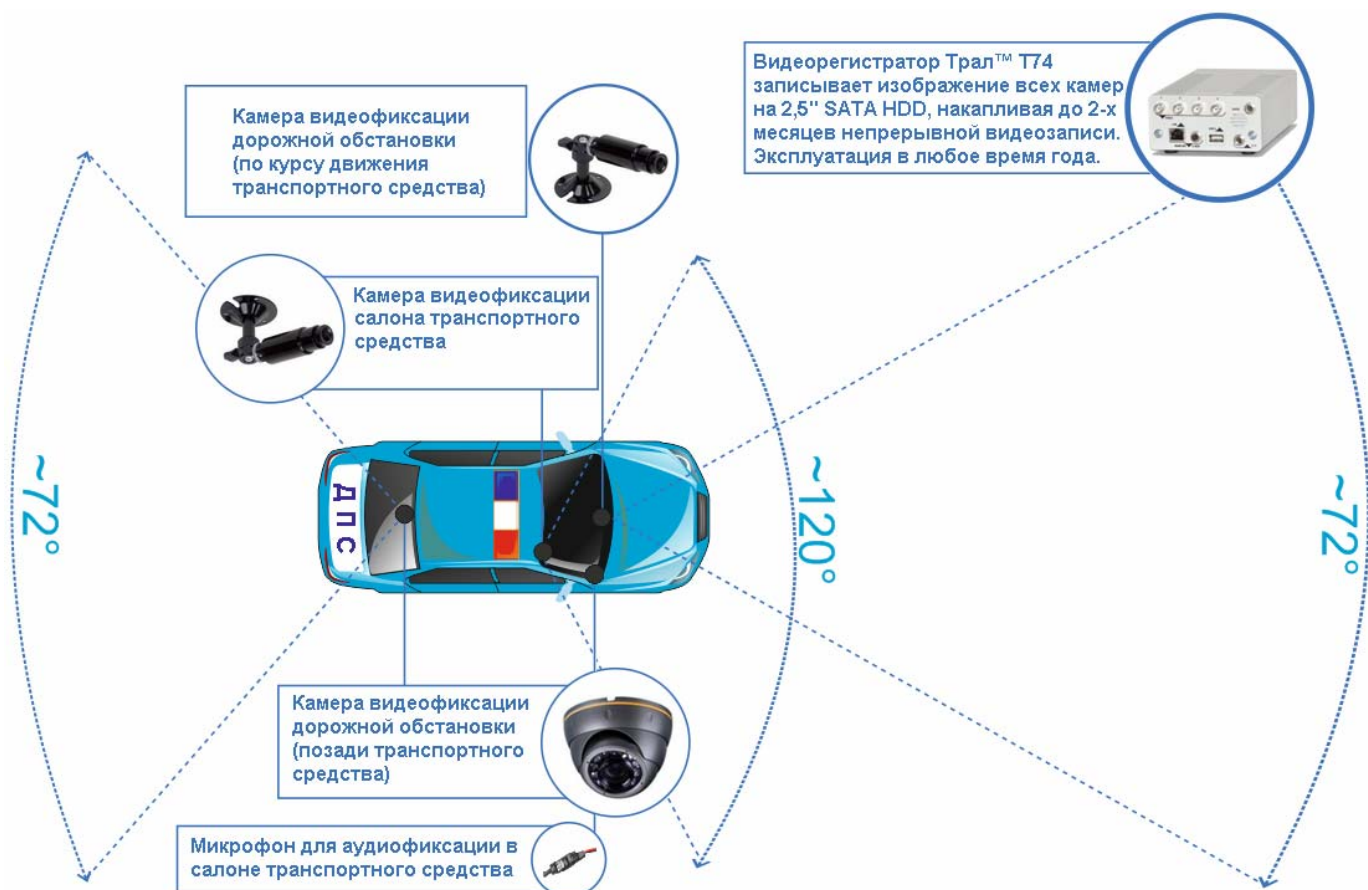 Видеорегистратор Трал™ Т74
записывает изображение всех камер
на 2,5" SATA HDD, накапливая до 2-х
месяцев непрерывной видеозаписи.
Эксплуатация в любое время года.
Камера видеофиксации
дорожной обстановки
(по курсу движения
транспортного средства)
Камера видеофиксации
салона транспортного
средства
~72°
ДПС
~120°
~72°
Камера видеофиксации
дорожной обстановки
(позади транспортного
средства)
Микрофон для аудиофиксации в
салоне транспортного средства